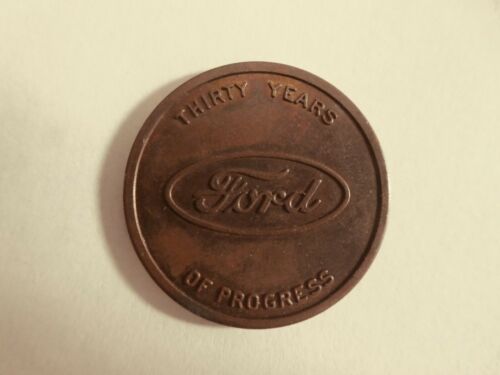 THIRTY YEARS
Ford
OF PROGRESS